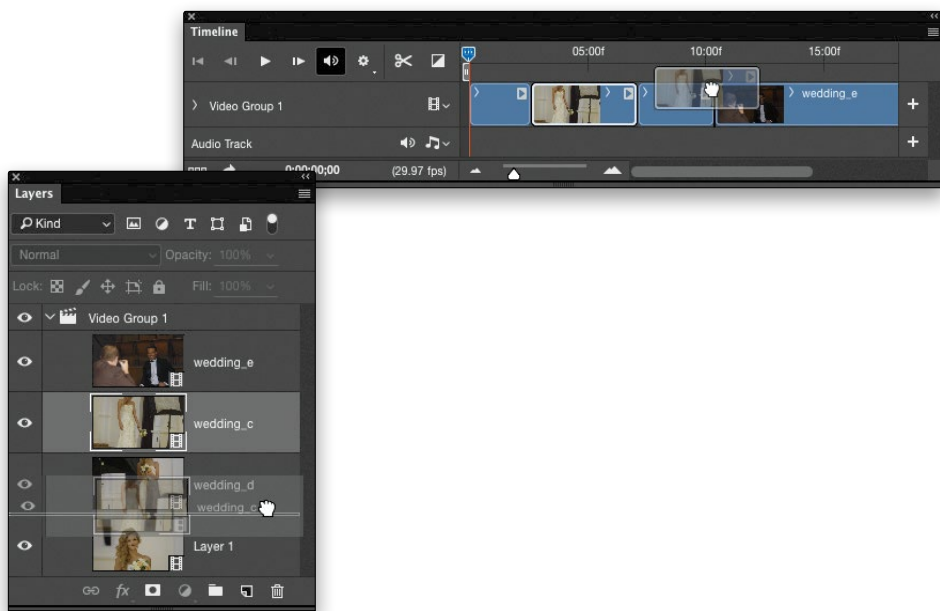 Timeline
05:00f 10:00f 15:00f
Video Group 1
wedding_e
Audio Track
0;00;00;00 (29.97 fps)
Layers
Kind
Normal Opacity: 100%
Lock: Fill: 100%
Video Group 1
wedding_e
wedding_c
wedding_d
wedding_c
Layer 1
fx